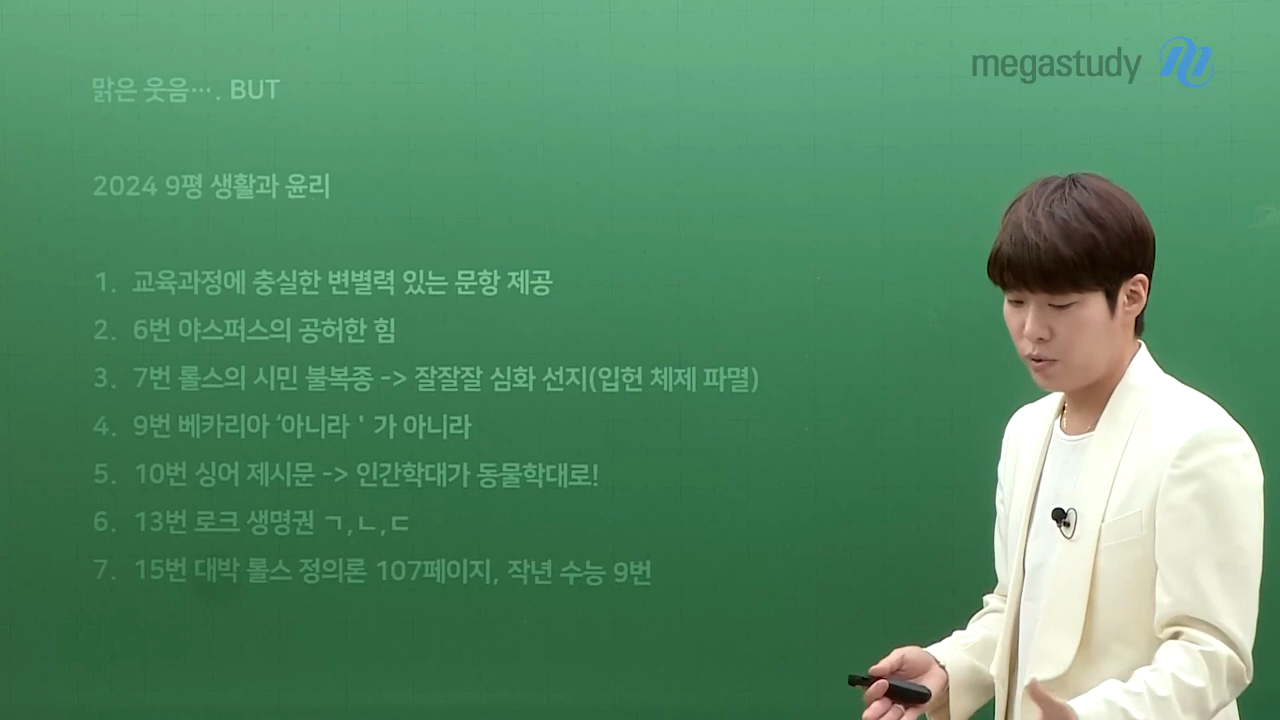 megastudy
맑은 웃음…. BUT
2024 9평 생활과 윤리
1. 교육과정에 충실한 변별력 있는 문항 제공
2. 6번 야스퍼스의 공허한 힘
3. 7번 롤스의 시민 불복종 -> 잘잘잘 심화 선지(입헌 체제 파멸)
4. 9번 베카리아 ‘아니라 ' 가 아니라
5. 10번 싱어 제시문 -> 인간학대가 동물학대로!
6. 13번 로크 생명권 ㄱ,ㄴ,ㄷ
7. 15번 대박 롤스 정의론 107페이지, 작년 수능 9번